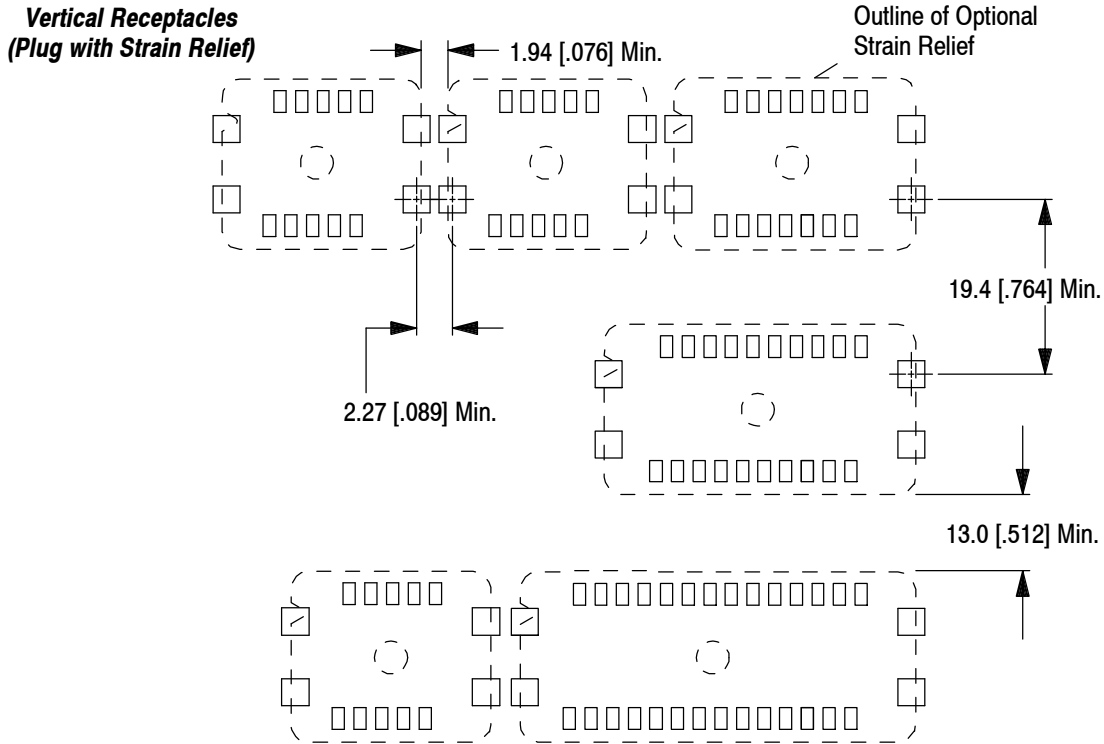 Vertical Receptacles
(Plug with Strain Relief)
1.94 [.076] Min.
Outline of Optional
Strain Relief
19.4 [.764] Min.
2.27 [.089] Min.
13.0 [.512] Min.